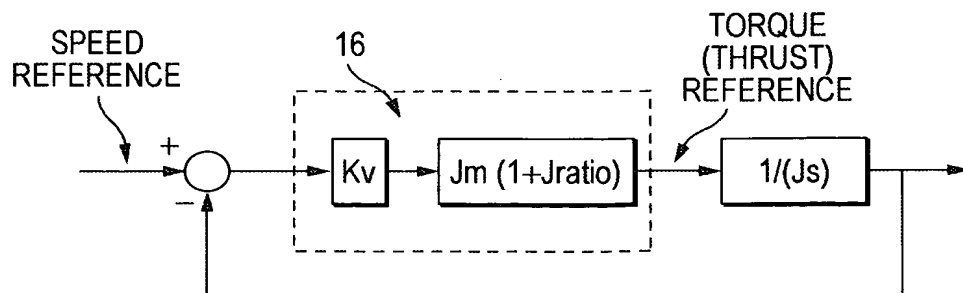 SPEED
REFERENCE
16
TORQUE
(THRUST)
REFERENCE
+
−
Kv
Jm (1+Jratio)
1/(Js)